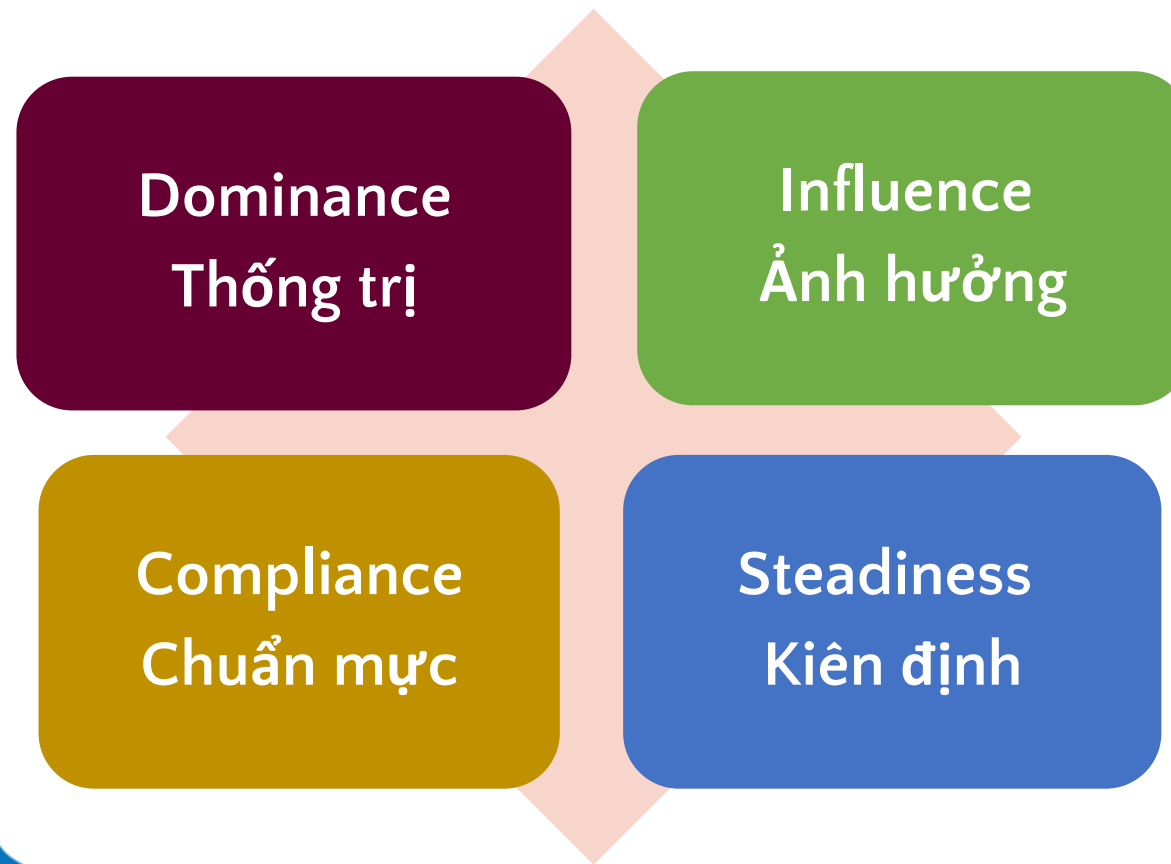 Dominance
Thống trị
Influence
Ảnh hưởng
Compliance
Chuẩn mực
Steadiness
Kiên định